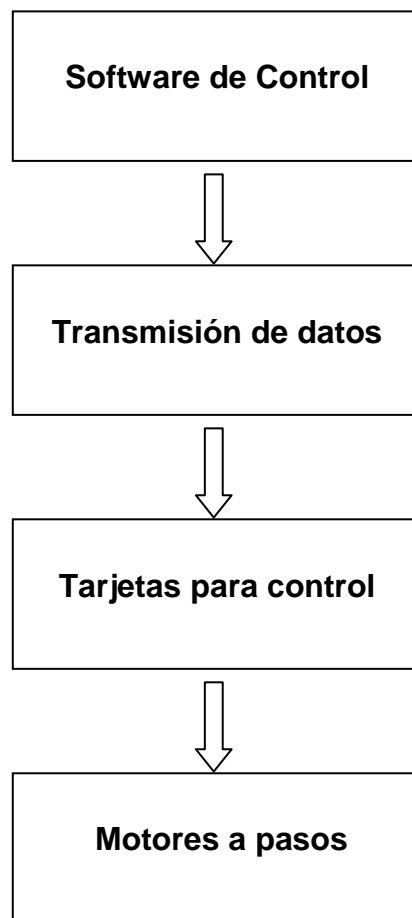 Software de Control
Transmisión de datos
Tarjetas para control
Motores a pasos